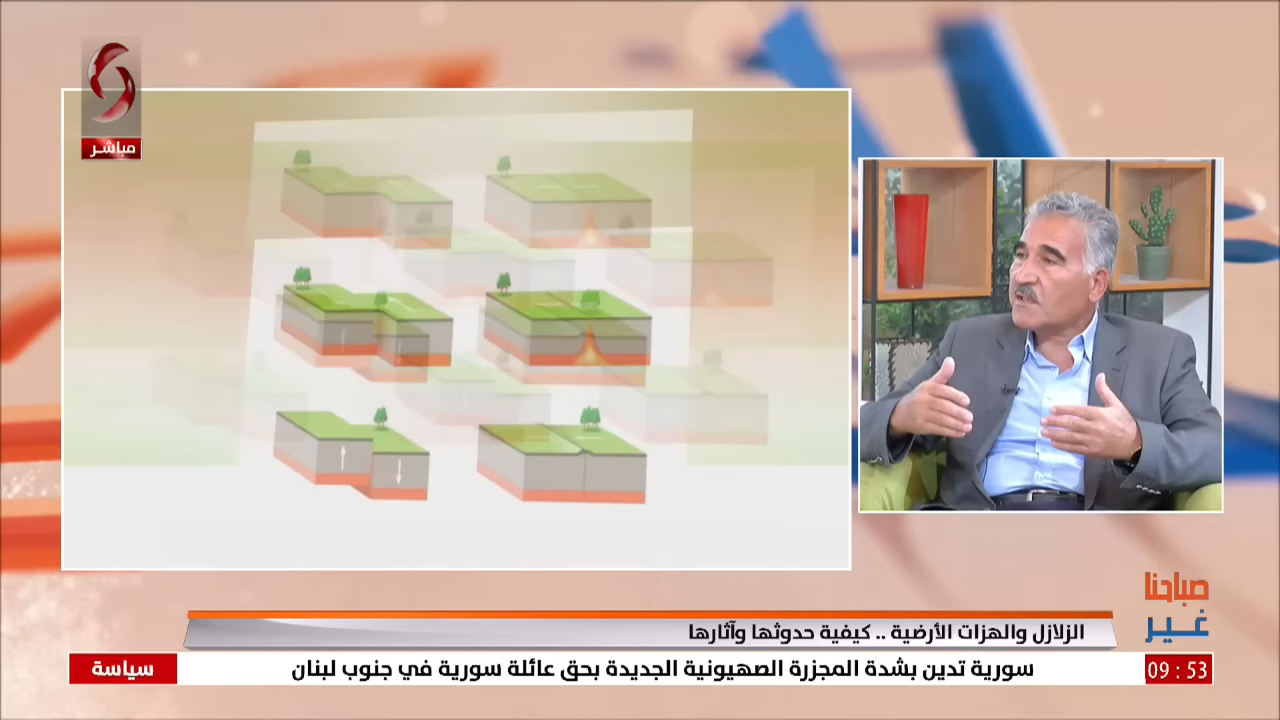 مباشر
صباحنا
غير
الزلازل والهزات الأرضية .. كيفية حدوثها وآثارها
سياسة
سورية تدين بشدة المجزرة الصهيونية الجديدة بحق عائلة سورية في جنوب لبنان
09 : 53